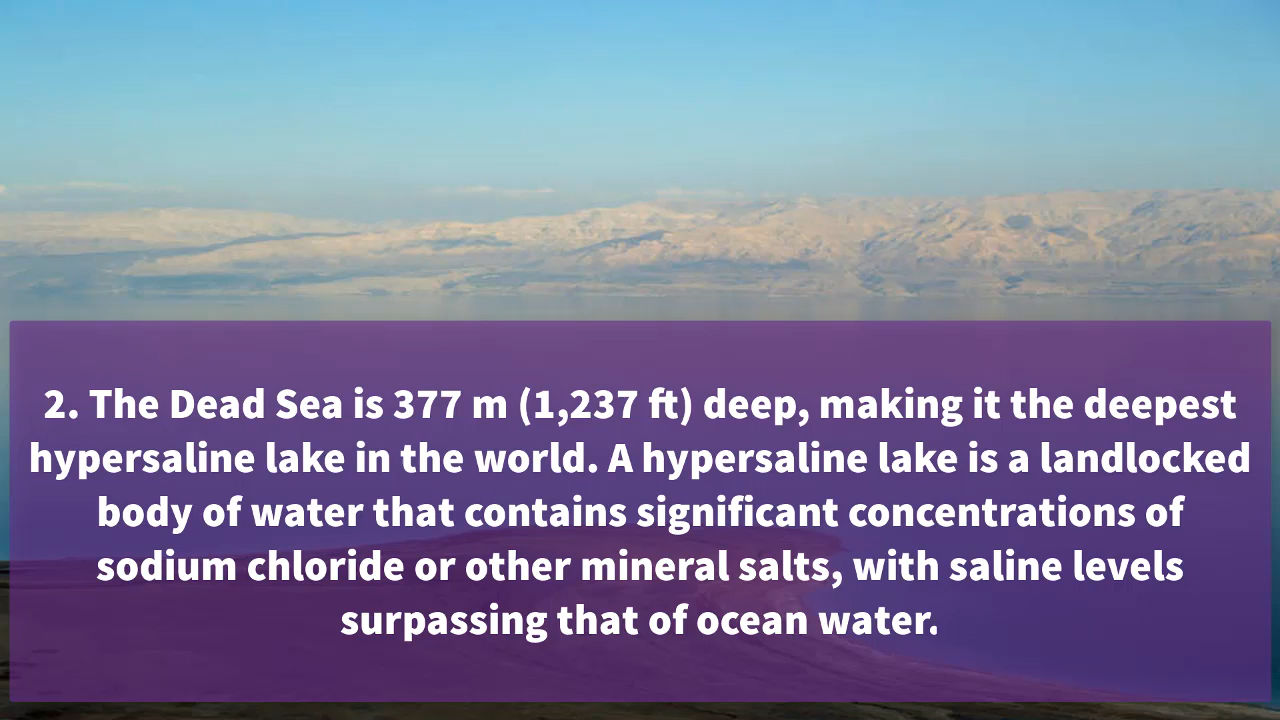 2. The Dead Sea is 377 m (1,237 ft) deep, making it the deepest
hypersaline lake in the world. A hypersaline lake is a landlocked
body of water that contains significant concentrations of
sodium chloride or other mineral salts, with saline levels
surpassing that of ocean water.